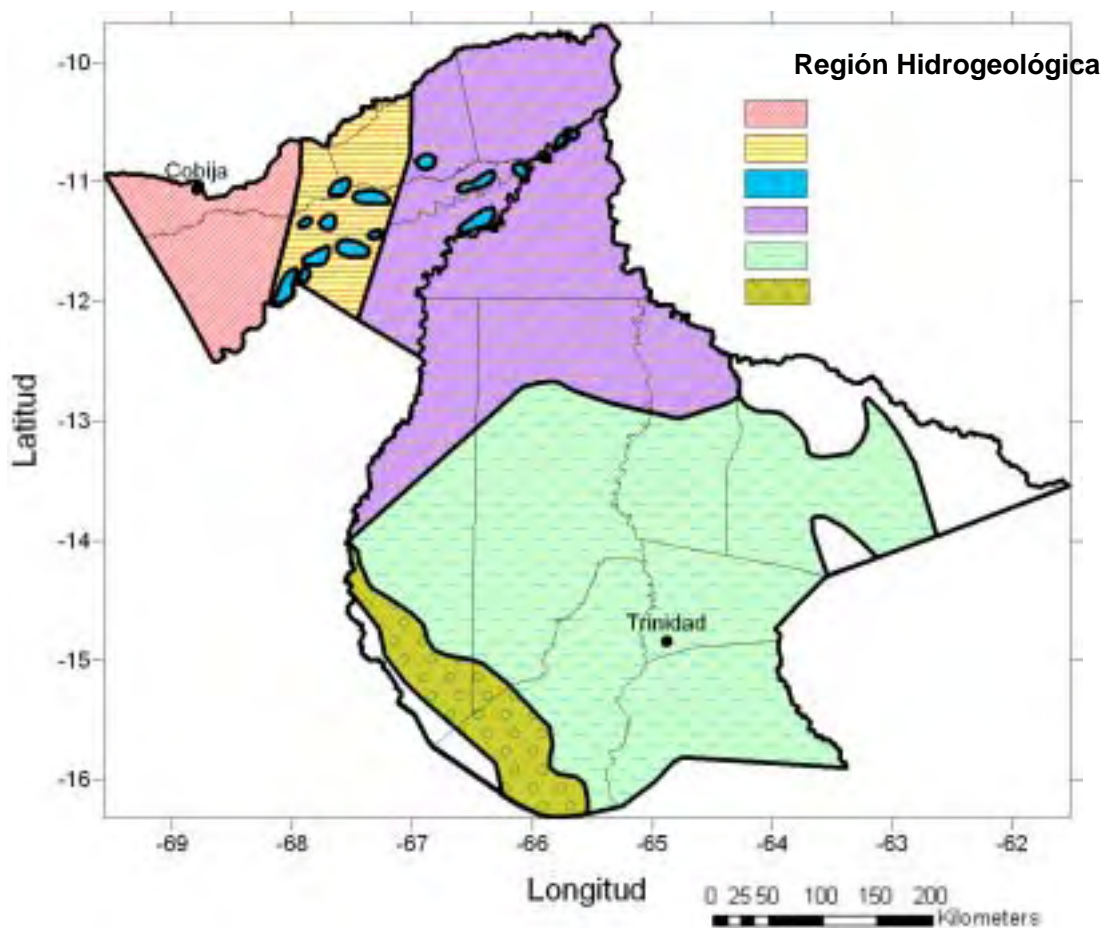 Región Hidrogeológica
-10
-11
-12
-13
-14
-15
-16
Latitud
Cobija
Trinidad
-69 -68 -67 -66 -65 -64 -63 -62
Longitud
0 25 50 100 150 200
Kilometers